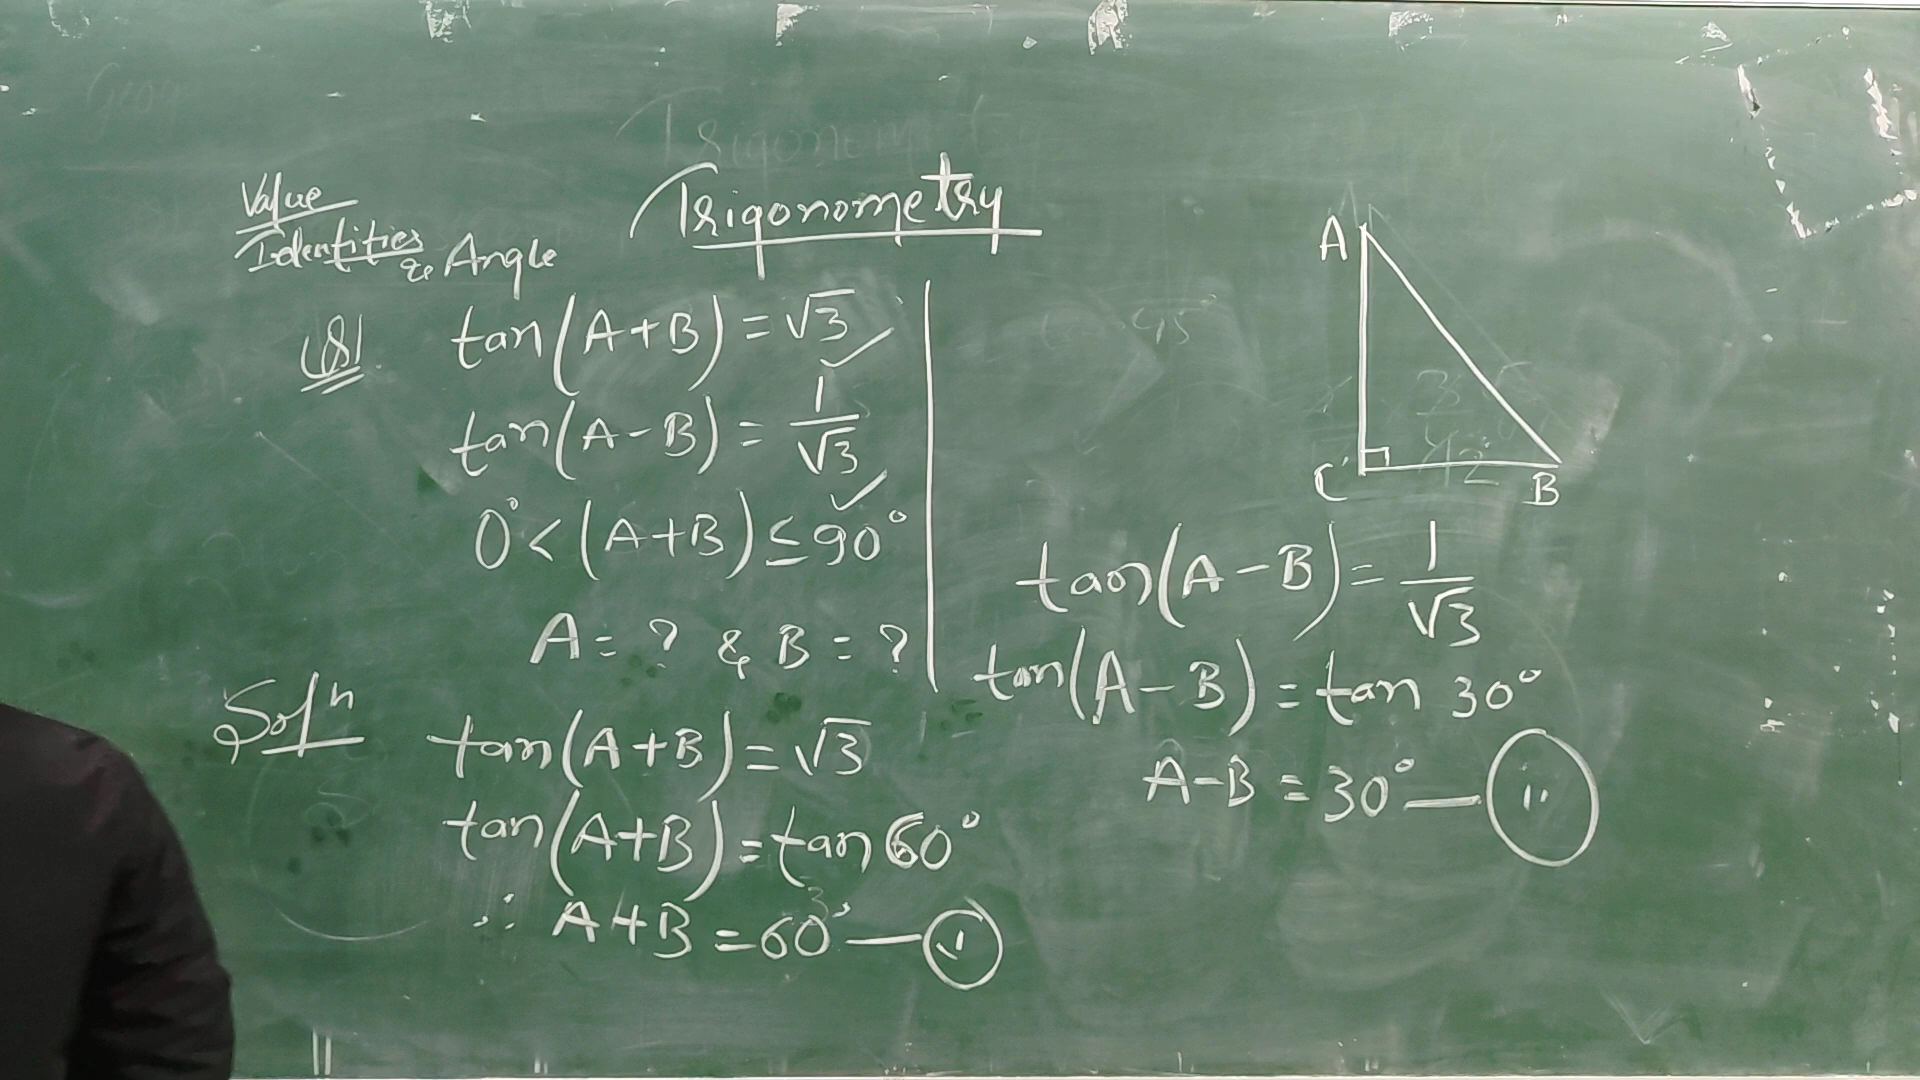 Trigonometry
Value
Identities
& Angle
Q1. tan(A+B) = √3
tan(A-B) = 1/√3
0° < (A+B) ≤ 90°
A = ? & B = ?
Solⁿ tan(A+B) = √3
tan(A+B) = tan 60°
∴ A+B = 60° — (i)
A
C B
tan(A-B) = 1/√3
tan(A-B) = tan 30°
A-B = 30° — (ii)